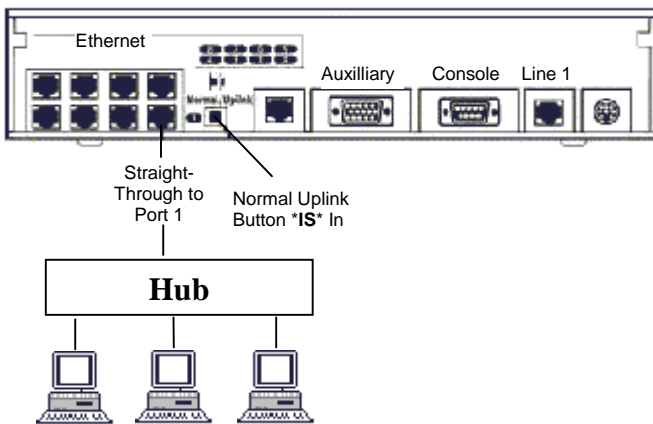 Ethernet
Auxilliary
Console
Line 1
Normal/Uplink
Straight-
Through to
Port 1
Normal Uplink
Button *IS* In
Hub